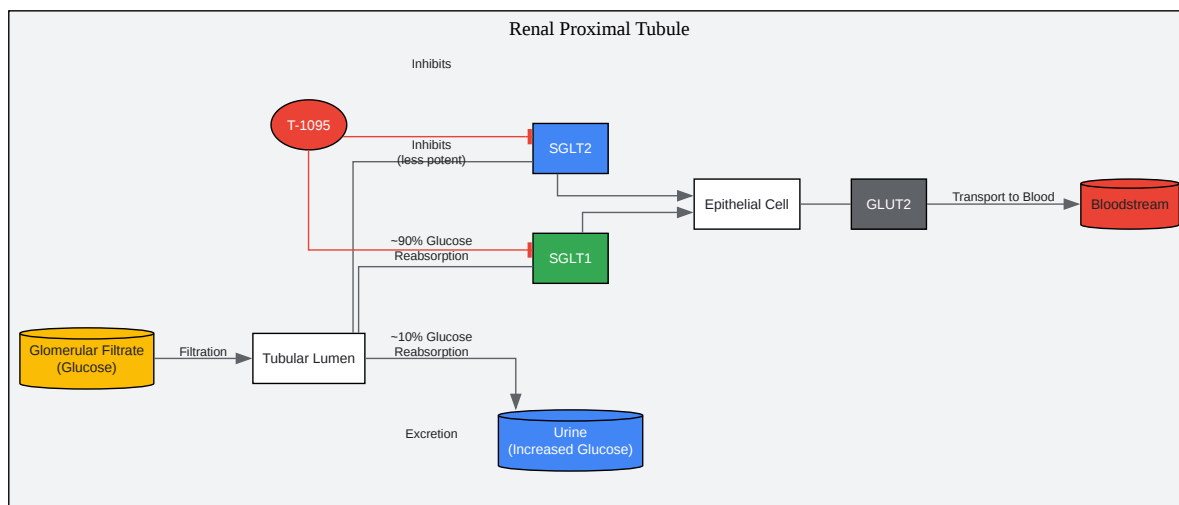 Renal Proximal Tubule
Inhibits
T-1095
Inhibits
(less potent)
SGLT2
Epithelial Cell
GLUT2
Transport to Blood
Bloodstream
~90% Glucose
Reabsorption
SGLT1
Glomerular Filtrate
(Glucose)
Filtration
Tubular Lumen
~10% Glucose
Reabsorption
Excretion
Urine
(Increased Glucose)